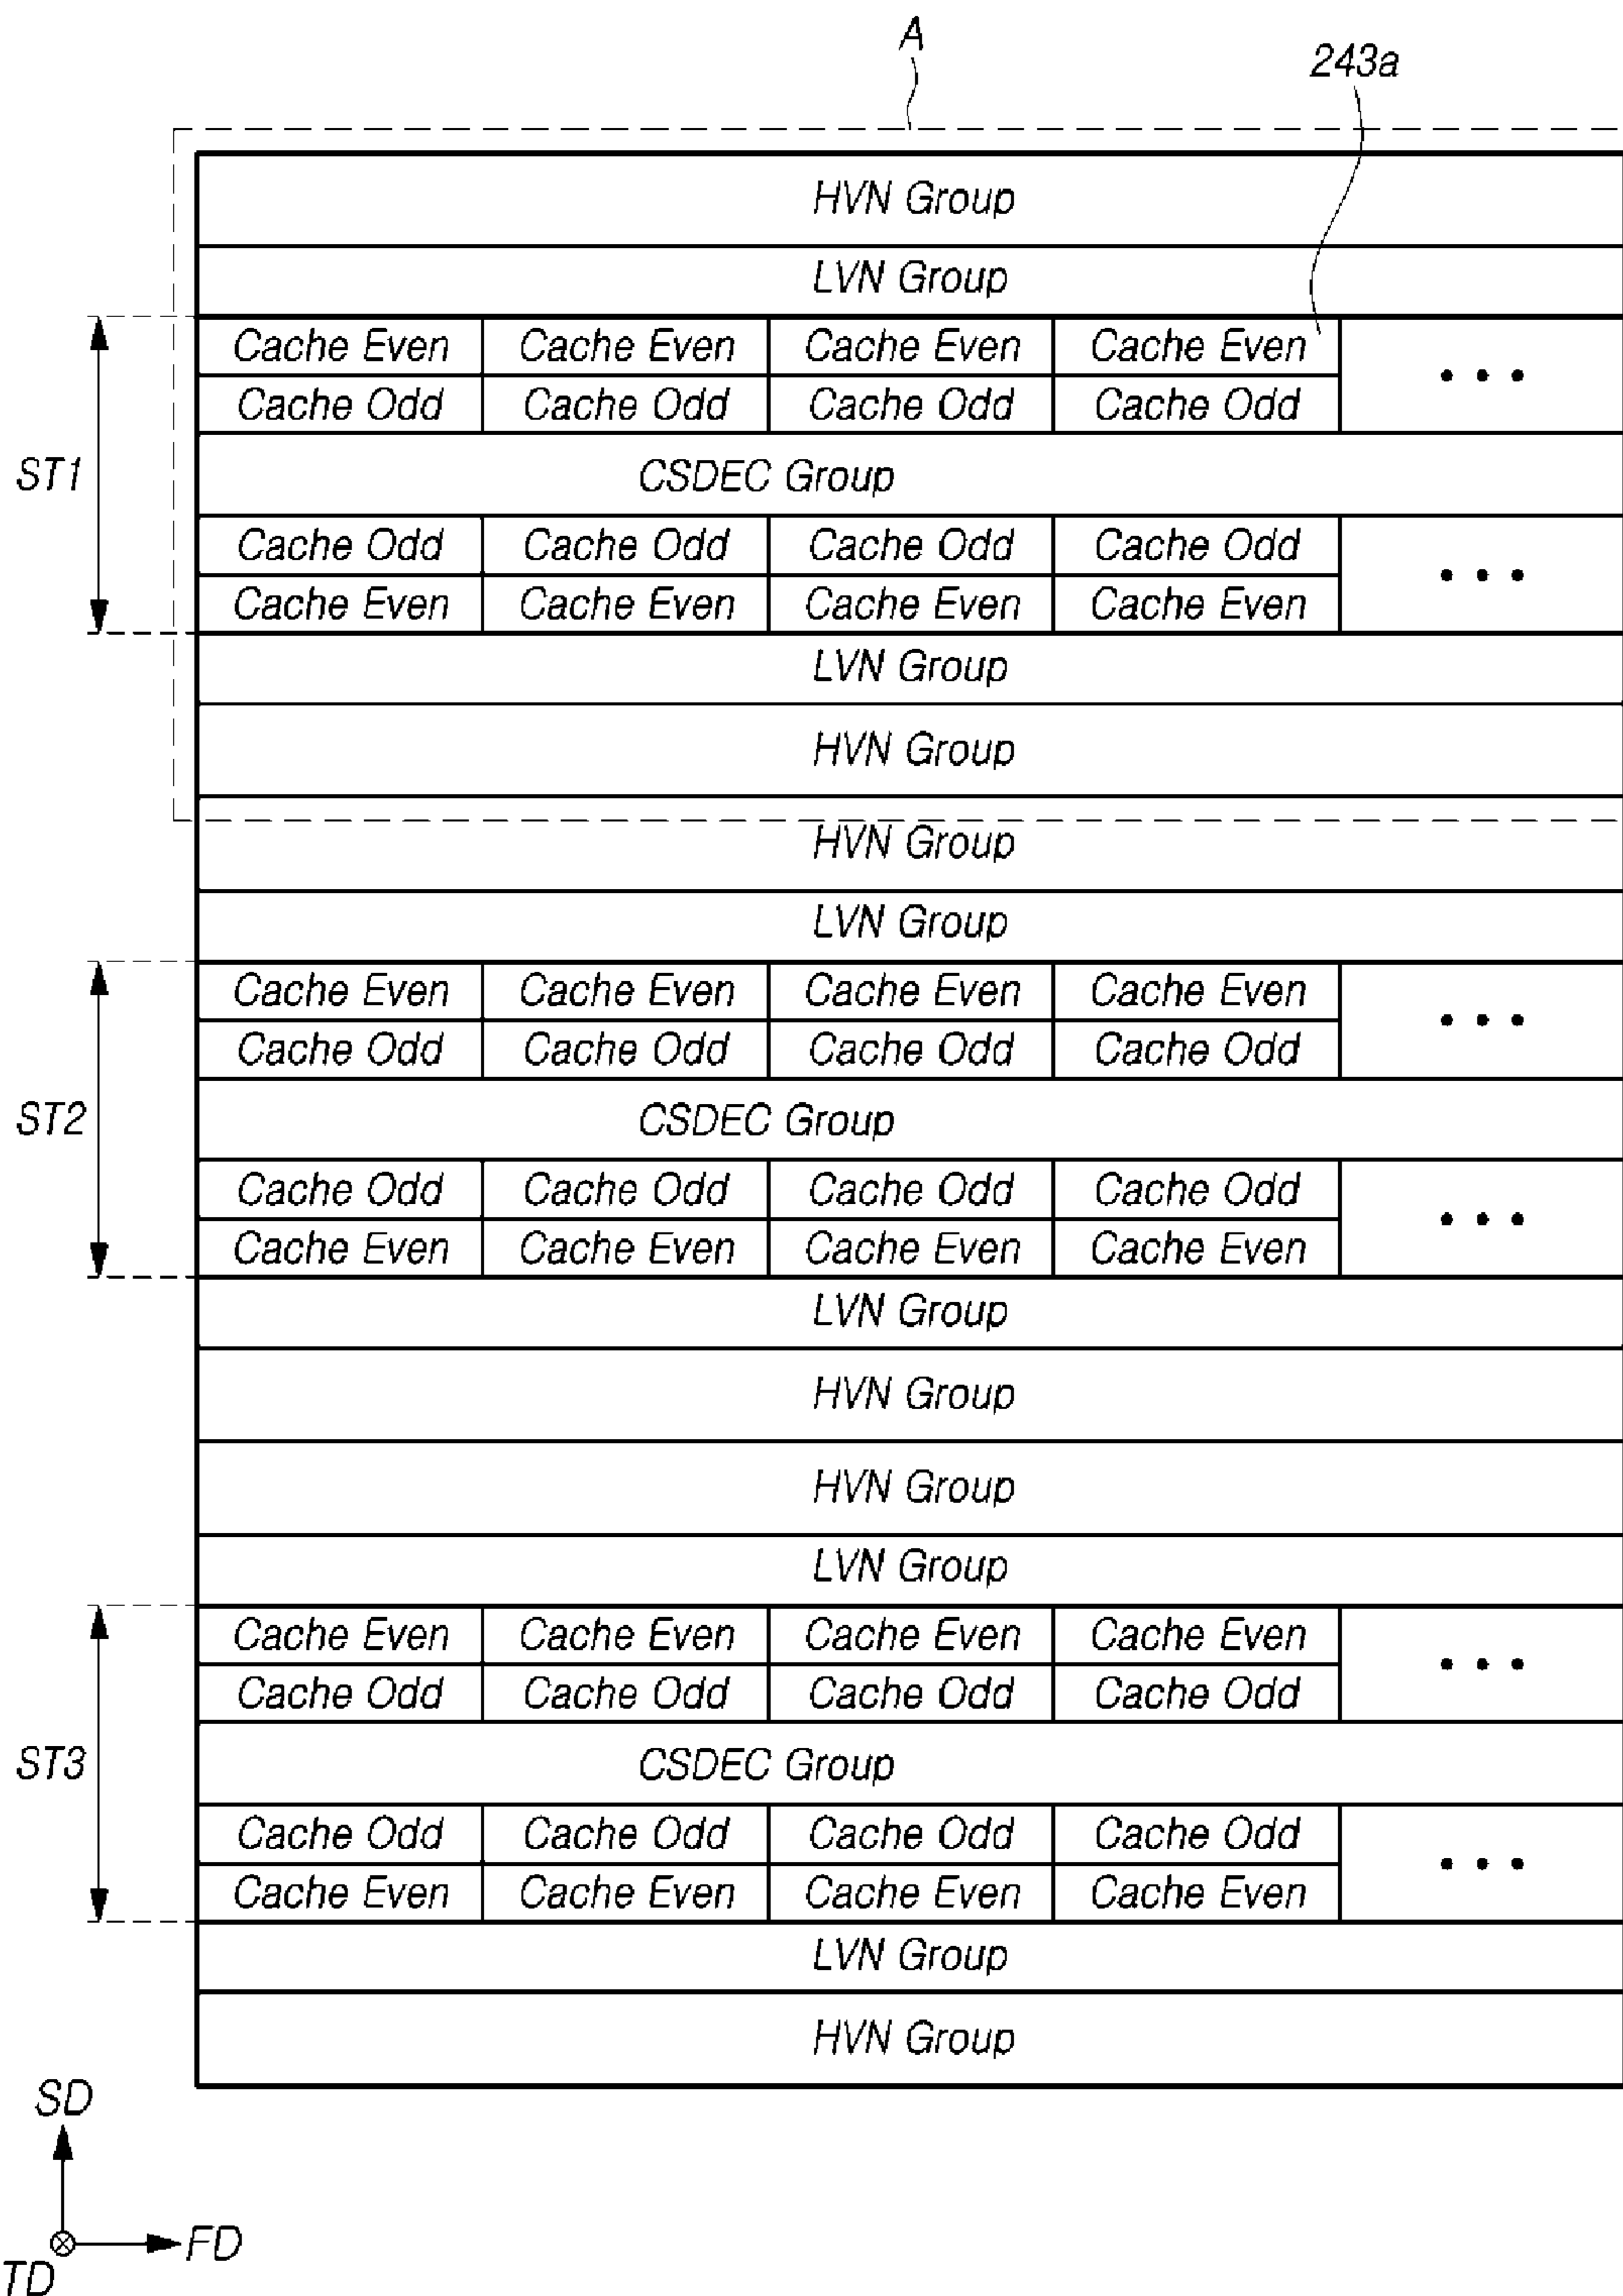 A
243a
HVN Group
LVN Group
Cache Even Cache Even Cache Even Cache Even
• • •
Cache Odd Cache Odd Cache Odd Cache Odd
ST1
CSDEC Group
Cache Odd Cache Odd Cache Odd Cache Odd
• • •
Cache Even Cache Even Cache Even Cache Even
LVN Group
HVN Group
HVN Group
LVN Group
Cache Even Cache Even Cache Even Cache Even
• • •
Cache Odd Cache Odd Cache Odd Cache Odd
ST2
CSDEC Group
Cache Odd Cache Odd Cache Odd Cache Odd
• • •
Cache Even Cache Even Cache Even Cache Even
LVN Group
HVN Group
HVN Group
LVN Group
Cache Even Cache Even Cache Even Cache Even
• • •
Cache Odd Cache Odd Cache Odd Cache Odd
ST3
CSDEC Group
Cache Odd Cache Odd Cache Odd Cache Odd
• • •
Cache Even Cache Even Cache Even Cache Even
LVN Group
HVN Group
SD
FD
TD